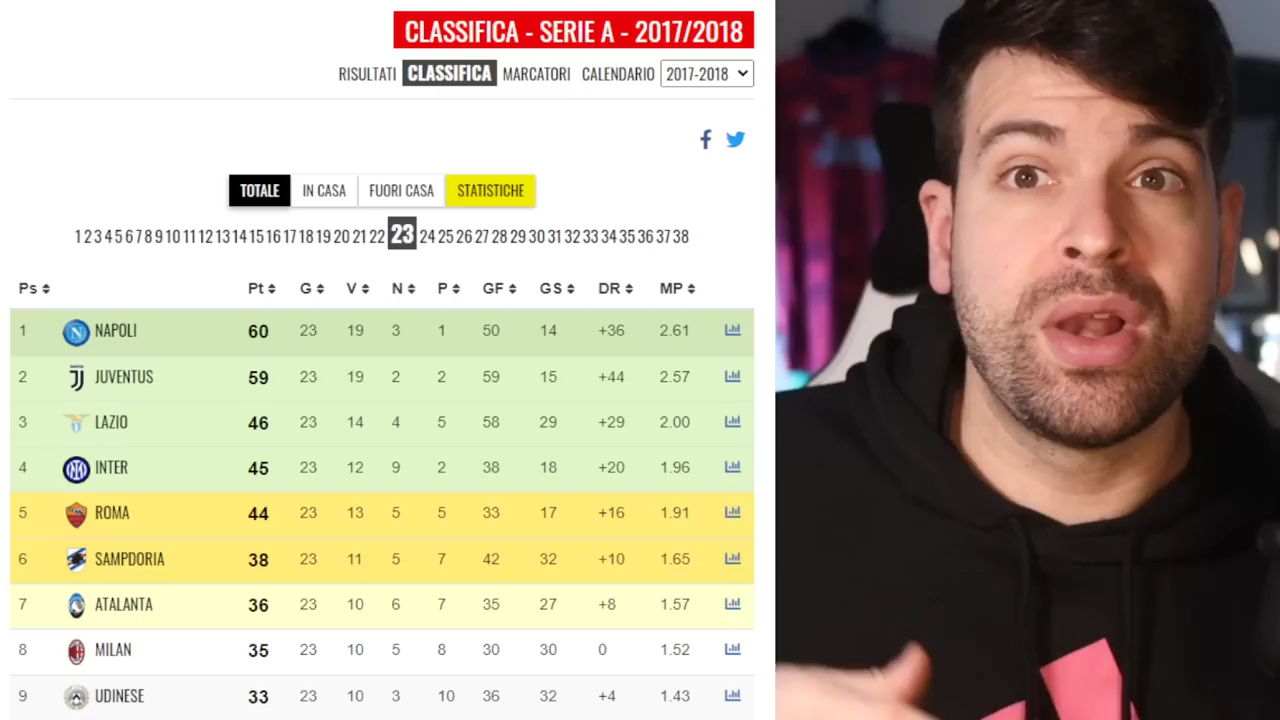 CLASSIFICA - SERIE A - 2017/2018
RISULTATI CLASSIFICA MARCATORI CALENDARIO 2017-2018
TOTALE IN CASA FUORI CASA STATISTICHE
1 2 3 4 5 6 7 8 9 10 11 12 13 14 15 16 17 18 19 20 21 22 23 24 25 26 27 28 29 30 31 32 33 34 35 36 37 38
Ps Pt G V N P GF GS DR MP
1 NAPOLI 60 23 19 3 1 50 14 +36 2.61
2 JUVENTUS 59 23 19 2 2 59 15 +44 2.57
3 LAZIO 46 23 14 4 5 58 29 +29 2.00
4 INTER 45 23 12 9 2 38 18 +20 1.96
5 ROMA 44 23 13 5 5 33 17 +16 1.91
6 SAMPDORIA 38 23 11 5 7 42 32 +10 1.65
7 ATALANTA 36 23 10 6 7 35 27 +8 1.57
8 MILAN 35 23 10 5 8 30 30 0 1.52
9 UDINESE 33 23 10 3 10 36 32 +4 1.43